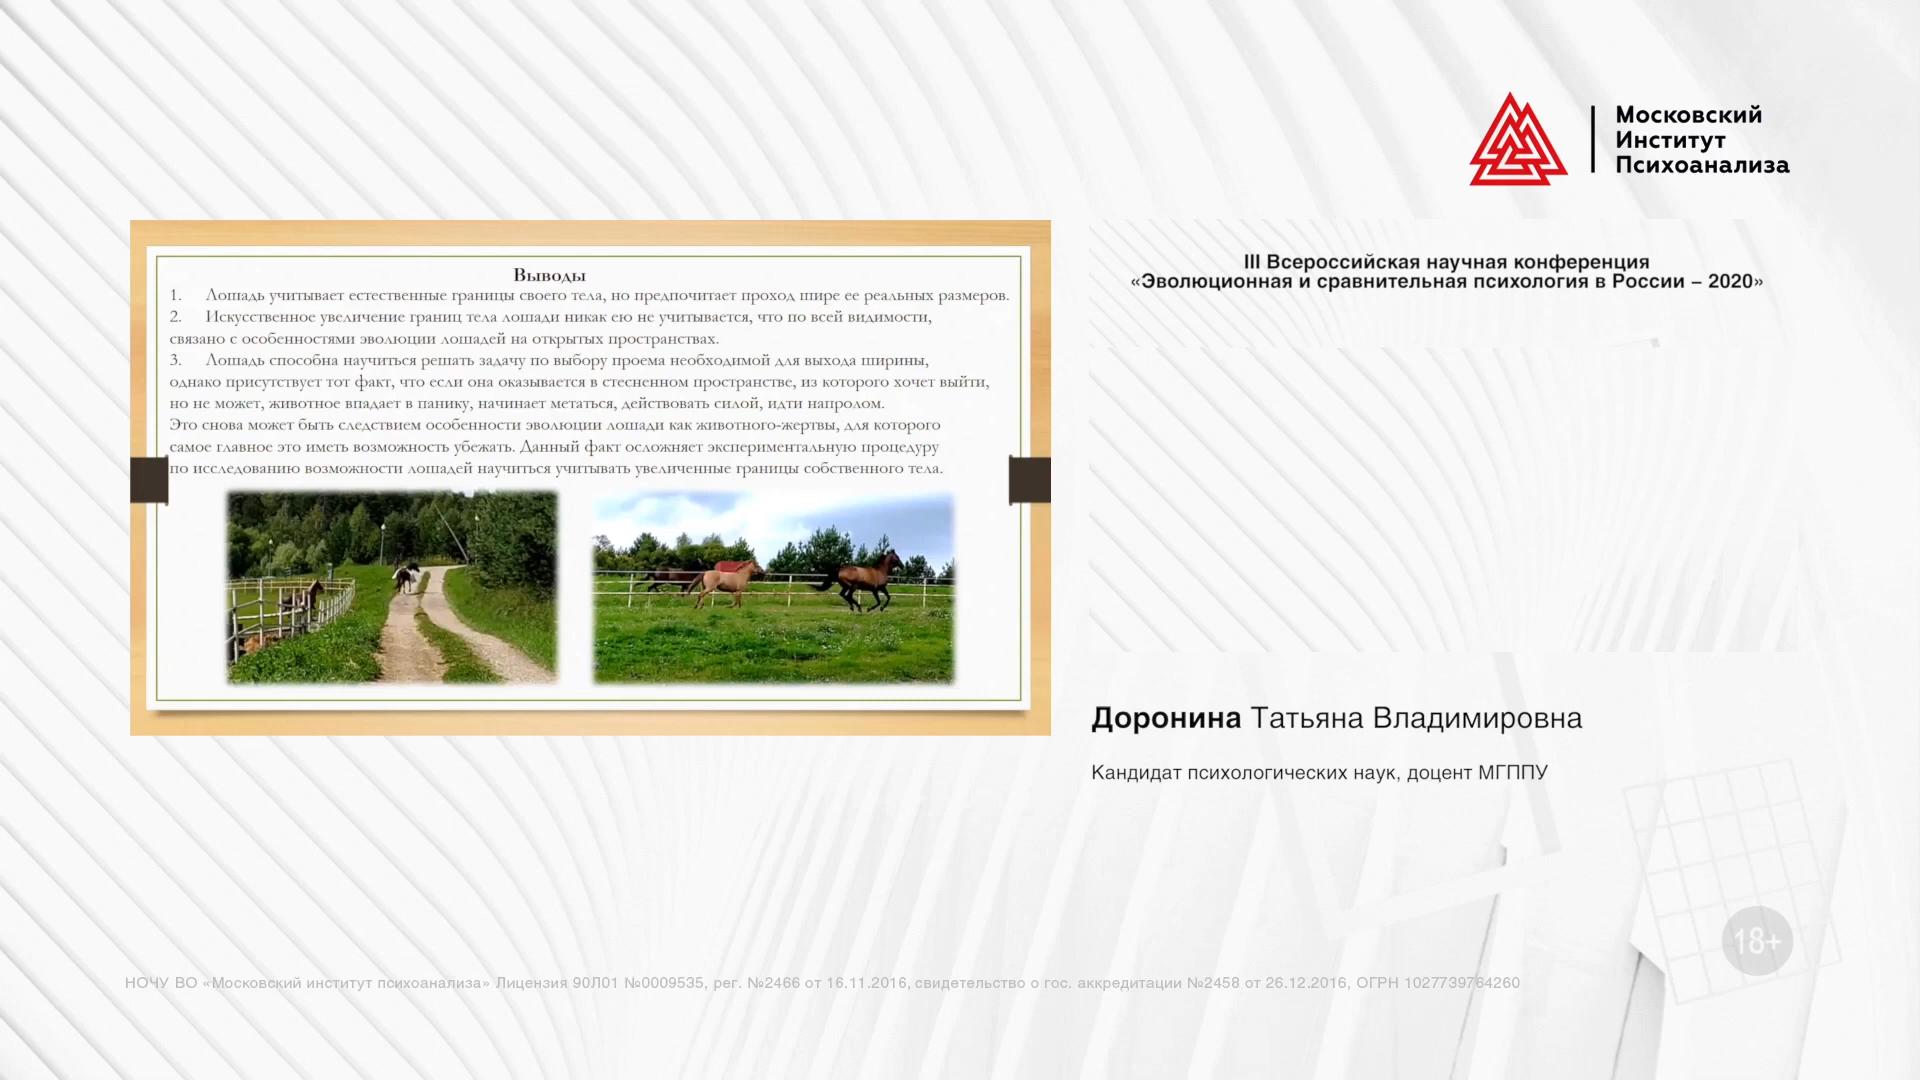 Московский
Институт
Психоанализа
Выводы
1. Лошадь учитывает естественные границы своего тела, но предпочитает проход шире ее реальных размеров.
2. Искусственное увеличение границ тела лошади никак ею не учитывается, что по всей видимости,
связано с особенностями эволюции лошадей на открытых пространствах.
3. Лошадь способна научиться решать задачу по выбору проема необходимой для выхода ширины,
однако присутствует тот факт, что если она оказывается в стесненном пространстве, из которого хочет выйти,
но не может, животное впадает в панику, начинает метаться, действовать силой, идти напролом.
Это снова может быть следствием особенности эволюции лошади как животного-жертвы, для которого
самое главное это иметь возможность убежать. Данный факт осложняет экспериментальную процедуру
по исследованию возможности лошадей научиться учитывать увеличенные границы собственного тела.
III Всероссийская научная конференция
«Эволюционная и сравнительная психология в России – 2020»
Доронина Татьяна Владимировна
Кандидат психологических наук, доцент МГППУ
18+
НОЧУ ВО «Московский институт психоанализа» Лицензия 90Л01 №0009535, рег. №2466 от 16.11.2016, свидетельство о гос. аккредитации №2458 от 26.12.2016, ОГРН 1027739764260